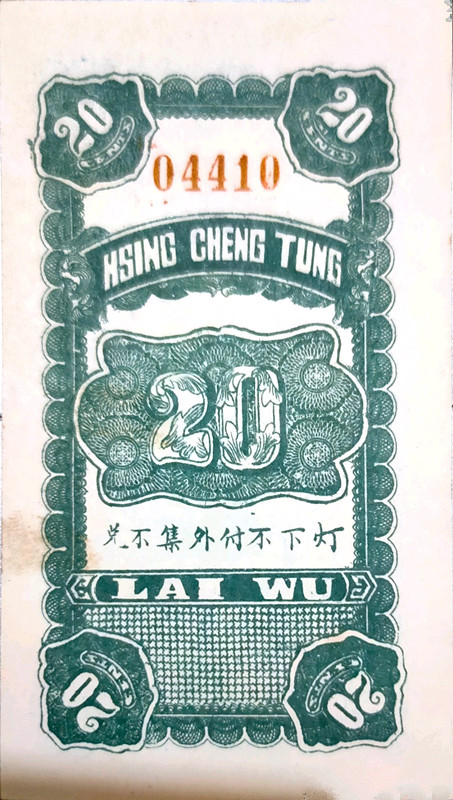 20 CENTS
20 CENTS
04410
HSING CHENG TUNG
20
灯下不付外集不兑
LAI WU
20 CENTS
20 CENTS